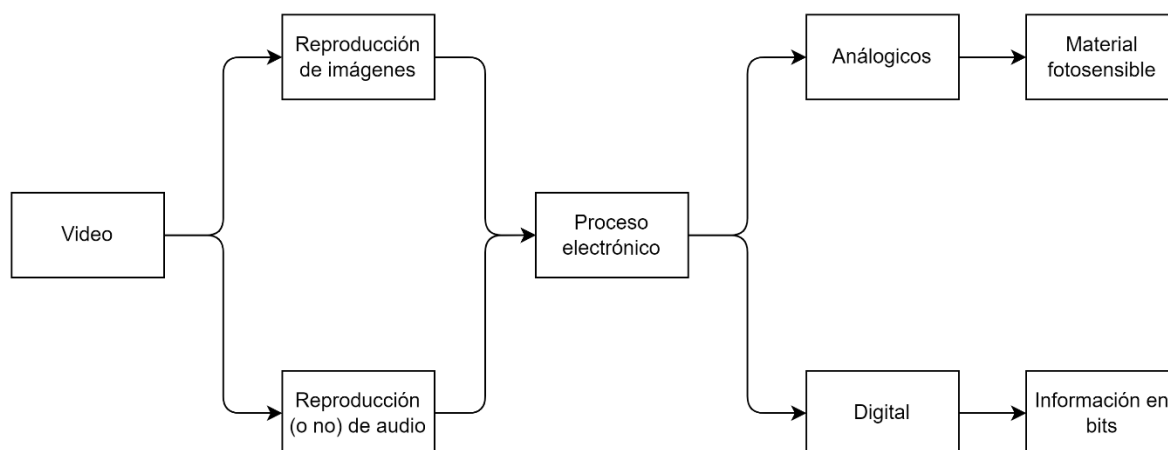 Video
Reproducción
de imágenes
Reproducción
(o no) de audio
Proceso
electrónico
Análogicos
Material
fotosensible
Digital
Información en
bits